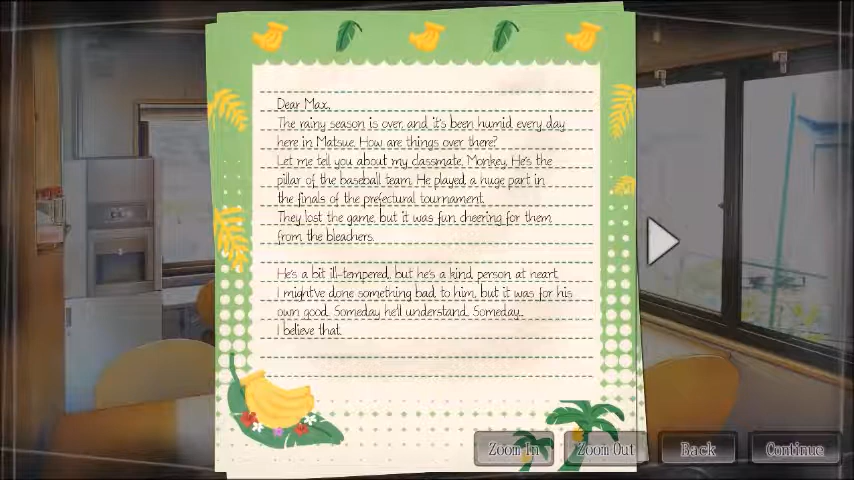 Dear Max,
The rainy season is over, and it's been humid every day
here in Matsue. How are things over there?
Let me tell you about my classmate, Monkey. He's the
pillar of the baseball team. He played a huge part in
the finals of the prefectural tournament.
They lost the game, but it was fun cheering for them
from the bleachers.
He's a bit ill-tempered, but he's a kind person at heart.
I might've done something bad to him, but it was for his
own good. Someday he'll understand. Someday...
I believe that.
Zoom In
Zoom Out
Back
Continue